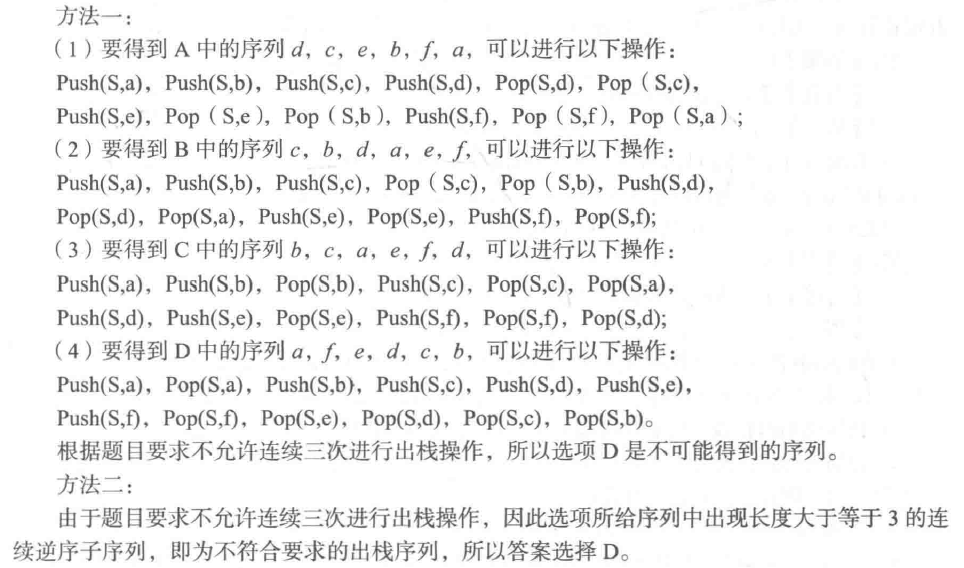 方法一：
（1）要得到 A 中的序列 d，c，e，b，f，a，可以进行以下操作：
Push(S,a)，Push(S,b)，Push(S,c)，Push(S,d)，Pop(S,d)，Pop（S,c)，
Push(S,e)，Pop（S,e），Pop（S,b），Push(S,f)，Pop（S,f），Pop（S,a）;
（2）要得到 B 中的序列 c，b，d，a，e，f，可以进行以下操作：
Push(S,a)，Push(S,b)，Push(S,c)，Pop（S,c)，Pop（S,b)，Push(S,d)，
Pop(S,d)，Pop(S,a)，Push(S,e)，Pop(S,e)，Push(S,f)，Pop(S,f);
（3）要得到 C 中的序列 b，c，a，e，f，d，可以进行以下操作：
Push(S,a)，Push(S,b)，Pop(S,b)，Push(S,c)，Pop(S,c)，Pop(S,a)，
Push(S,d)，Push(S,e)，Pop(S,e)，Push(S,f)，Pop(S,f)，Pop(S,d);
（4）要得到 D 中的序列 a，f，e，d，c，b，可以进行以下操作：
Push(S,a)，Pop(S,a)，Push(S,b)，Push(S,c)，Push(S,d)，Push(S,e)，
Push(S,f)，Pop(S,f)，Pop(S,e)，Pop(S,d)，Pop(S,c)，Pop(S,b)。
根据题目要求不允许连续三次进行出栈操作，所以选项 D 是不可能得到的序列。
方法二：
由于题目要求不允许连续三次进行出栈操作，因此选项所给序列中出现长度大于等于 3 的连
续逆序子序列，即为不符合要求的出栈序列，所以答案选择 D。